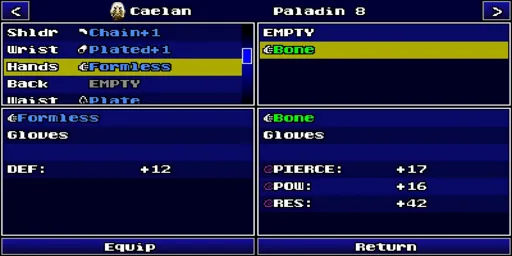 < Caelan Paladin 8 >
Shldr Chain+1
Wrist Plated+1
Hands Formless
Back EMPTY
Waist Plate
EMPTY
Bone
Formless
Gloves
DEF: +12
Bone
Gloves
PIERCE: +17
POW: +16
RES: +42
Equip
Return